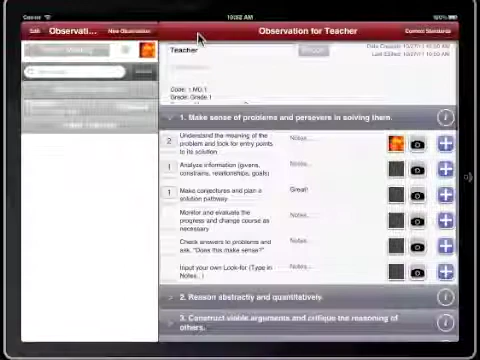 Carrier
10:02 AM
100%
Edit
Observati...
New Observation
Observation for Teacher
Content Standards
Teacher
Date Created: 10/27/11 10:00 AM
Last Edited: 10/27/11 10:00 AM
Grade: Grade 1
1. Make sense of problems and persevere in solving them.
2
Understand the meaning of the
problem and look for entry points
to its solution
Notes...
1
Analyze information (givens,
constrains, relationships, goals)
Notes...
1
Make conjectures and plan a
solution pathway
Great!
Monitor and evaluate the
progress and change course as
necessary
Notes...
Check answers to problems and
ask, "Does this make sense?"
Notes...
Input your own Look-for (Type in
Notes...)
Notes...
2. Reason abstractly and quantitatively.
3. Construct viable arguments and critique the reasoning of
others.